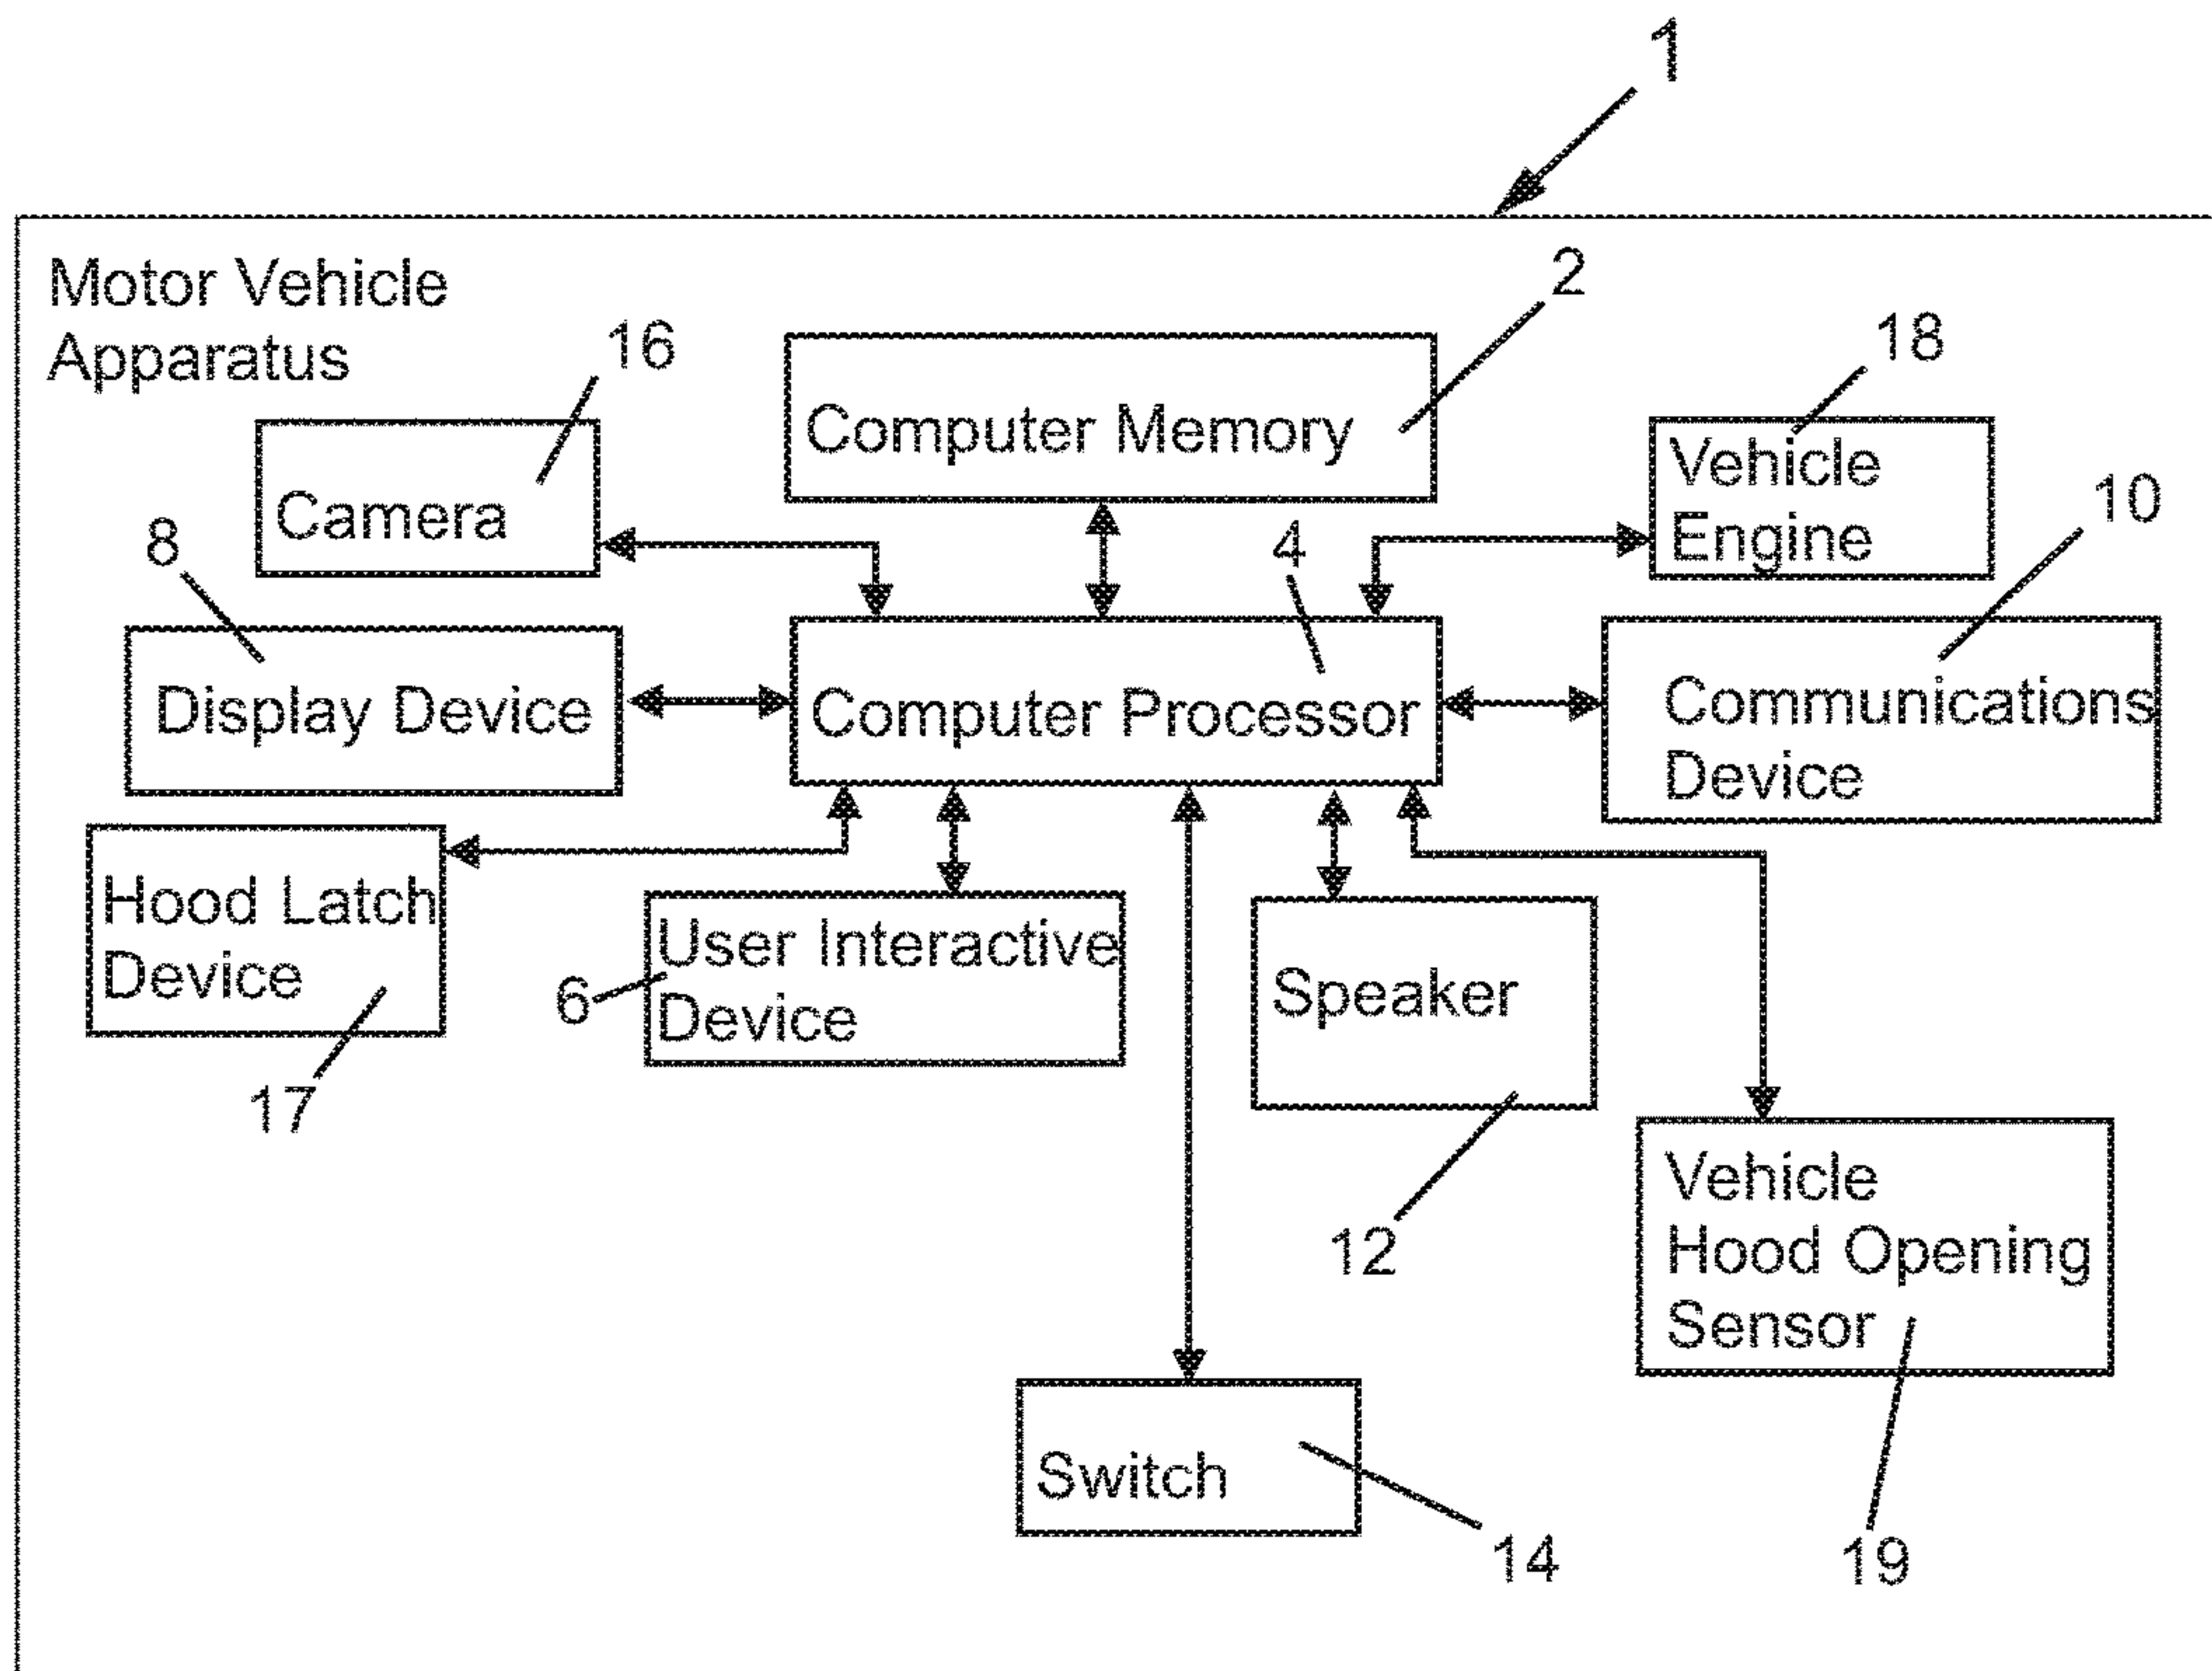 1
Motor Vehicle
Apparatus
2
16
18
Computer Memory
Vehicle
Engine
Camera
10
8
4
Display Device
Computer Processor
Communications
Device
Hood Latch
Device
User Interactive
Device
6
Speaker
17
12
Vehicle
Hood Opening
Sensor
Switch
14
19